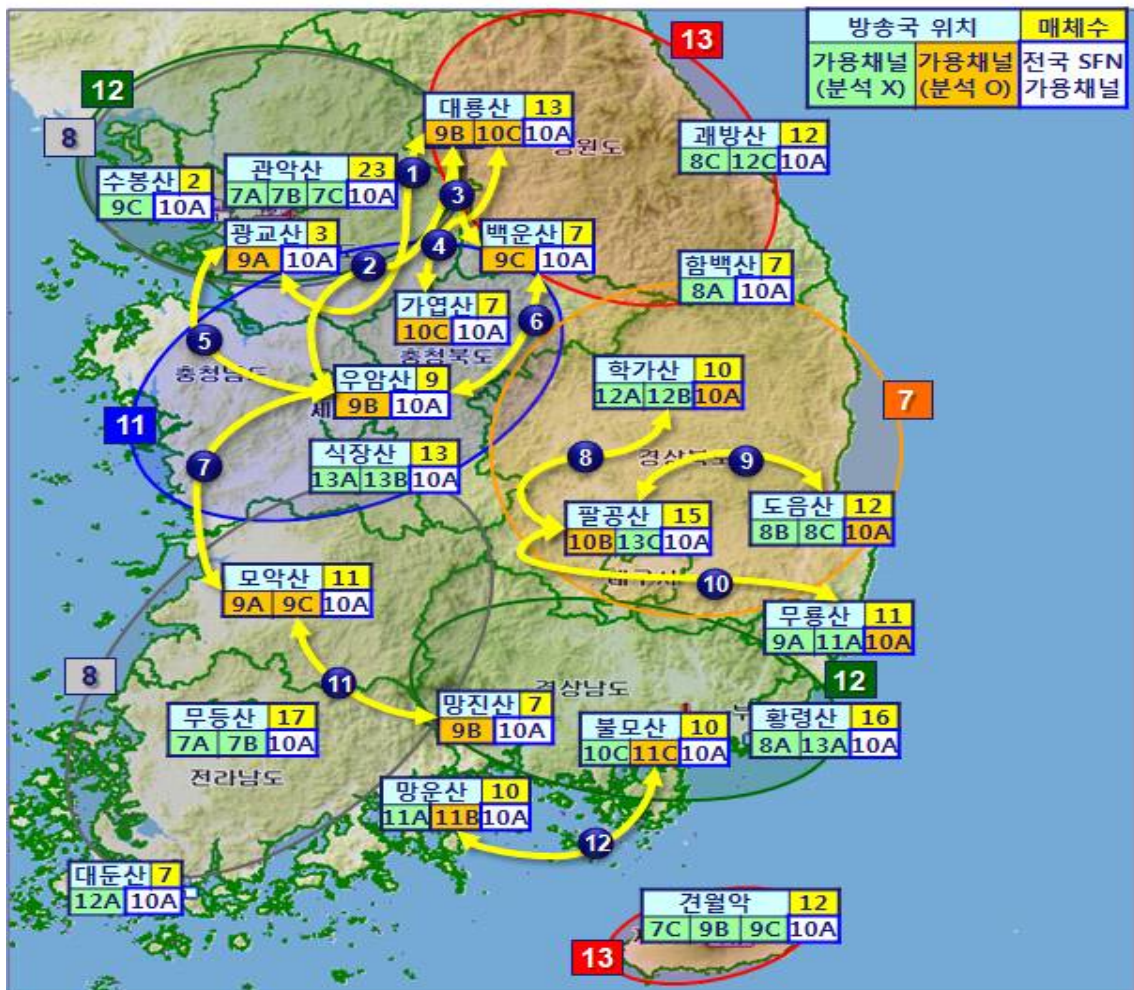 방송국 위치 매체수
가용채널 (분석 X) 가용채널 (분석 O) 전국 SFN 가용채널
13
12
8
대룡산 13
9B 10C 10A
강원도
괘방산 12
8C 12C 10A
관악산 23
7A 7B 7C 10A
수봉산 2
9C 10A
1
3
광교산 3
9A 10A
백운산 7
9C 10A
4
2
함백산 7
8A 10A
가엽산 7
10C 10A
6
5
충청북도
충청남도
우암산 9
9B 10A
학가산 10
12A 12B 10A
7
11
식장산 13
13A 13B 10A
7
8
경상북도
9
팔공산 15
10B 13C 10A
도음산 12
8B 8C 10A
대구시
10
모악산 11
9A 9C 10A
무룡산 11
9A 11A 10A
8
11
경상남도
12
망진산 7
9B 10A
무등산 17
7A 7B 10A
불모산 10
10C 11C 10A
부
황령산 16
8A 13A 10A
전라남도
망운산 10
11A 11B 10A
12
대둔산 7
12A 10A
견월악 12
7C 9B 9C 10A
13